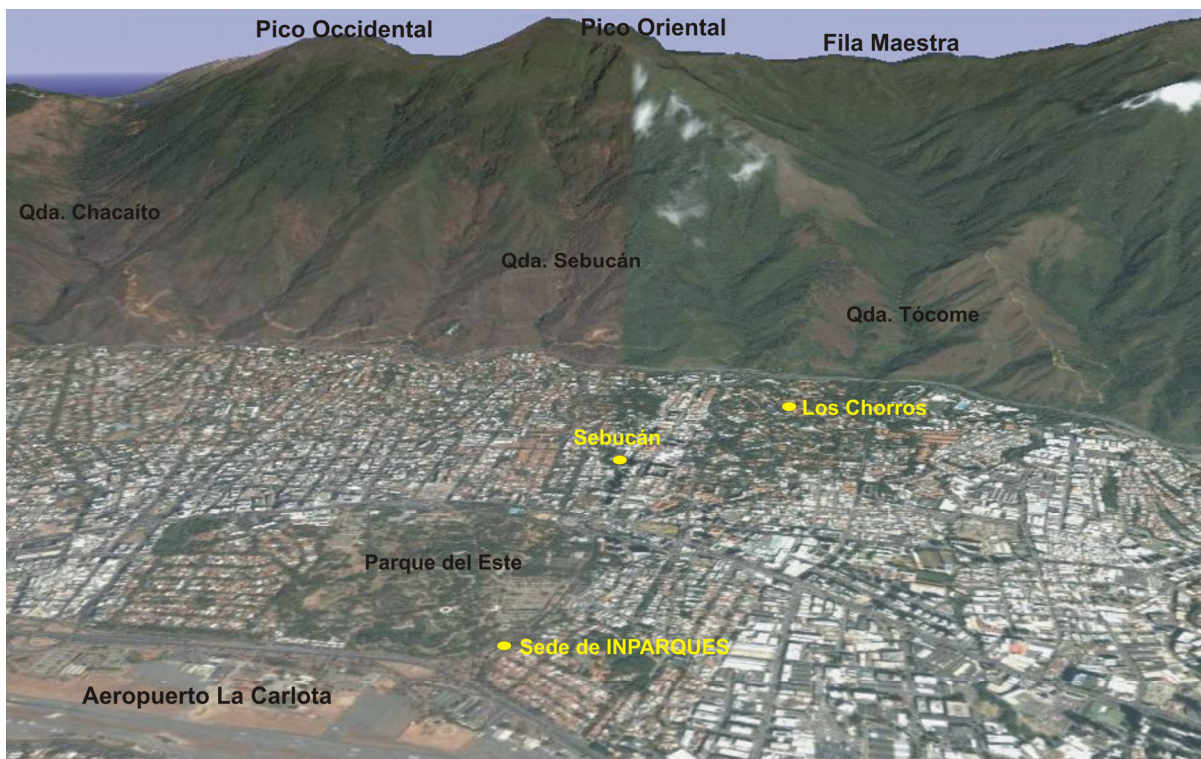 Pico Occidental
Pico Oriental
Fila Maestra
Qda. Chacaíto
Qda. Sebucán
Qda. Tócome
Los Chorros
Sebucán
Parque del Este
Sede de INPARQUES
Aeropuerto La Carlota